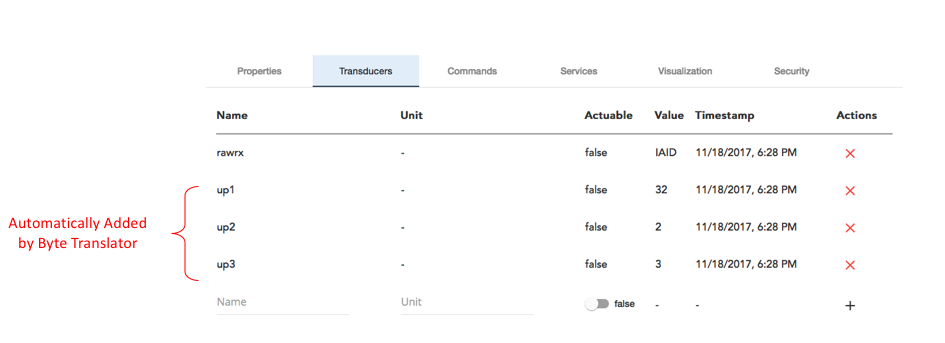 Properties Transducers Commands Services Visualization Security
Name Unit Actuable Value Timestamp Actions
rawrx - false IAID 11/18/2017, 6:28 PM
up1 - false 32 11/18/2017, 6:28 PM
Automatically Added
by Byte Translator
up2 - false 2 11/18/2017, 6:28 PM
up3 - false 3 11/18/2017, 6:28 PM
Name Unit false - -